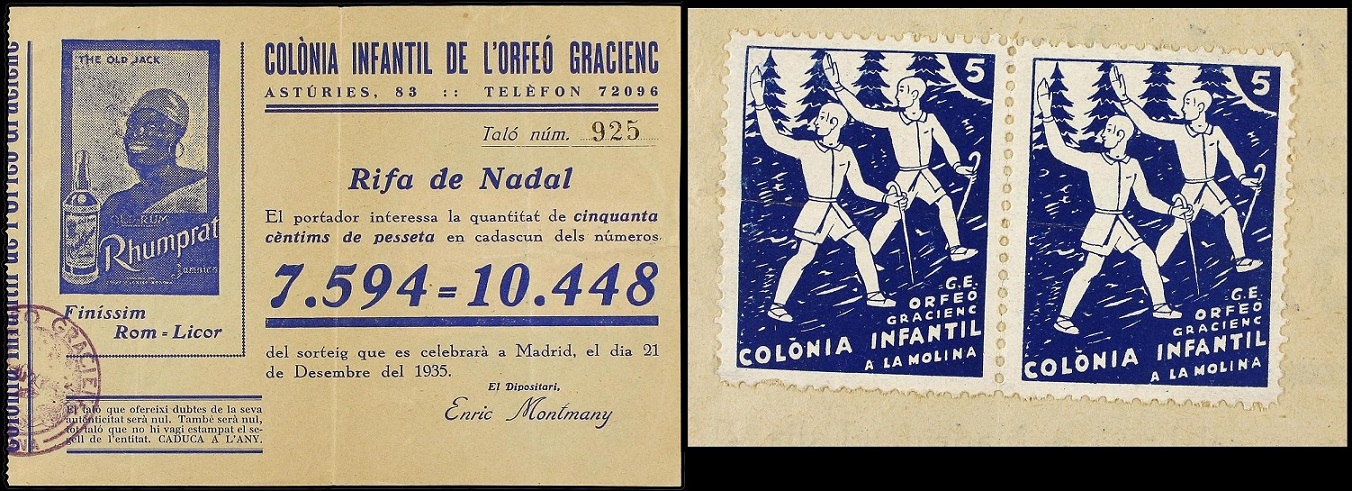 Colònia Infantil de l'Orfeó Gracienc
THE OLD JACK
OLD-RUM
Rhumprat
Jamaica
Finíssim
Rom-Licor
El taló que ofereixi dubtes de la seva
autenticitat serà nul. També serà nul,
tot taló que no hi vagi estampat el se-
gell de l'entitat. CADUCA A L'ANY.
COLÒNIA INFANTIL DE L'ORFEÓ GRACIENC
ASTÚRIES, 83 :: TELÈFON 72096
Taló núm. 925
Rifa de Nadal
El portador interessa la quantitat de cinquanta
cèntims de pesseta en cadascun dels números
7.594 = 10.448
del sorteig que es celebrarà a Madrid, el dia 21
de Desembre del 1935.
El Dipositari,
Enric Montmany
5
G.E.
ORFEÓ
GRACIENC
COLÒNIA INFANTIL
A LA MOLINA
5
G.E.
ORFEÓ
GRACIENC
COLÒNIA INFANTIL
A LA MOLINA